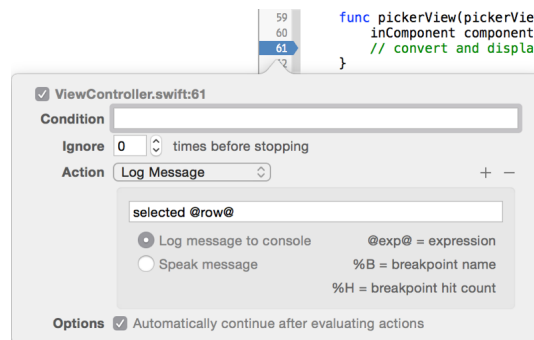 59 func pickerView(pickerVie
60 inComponent component
61 // convert and displa
62 }
ViewController.swift:61
Condition
Ignore 0 times before stopping
Action Log Message + −
selected @row@
Log message to console @exp@ = expression
Speak message %B = breakpoint name
%H = breakpoint hit count
Options Automatically continue after evaluating actions